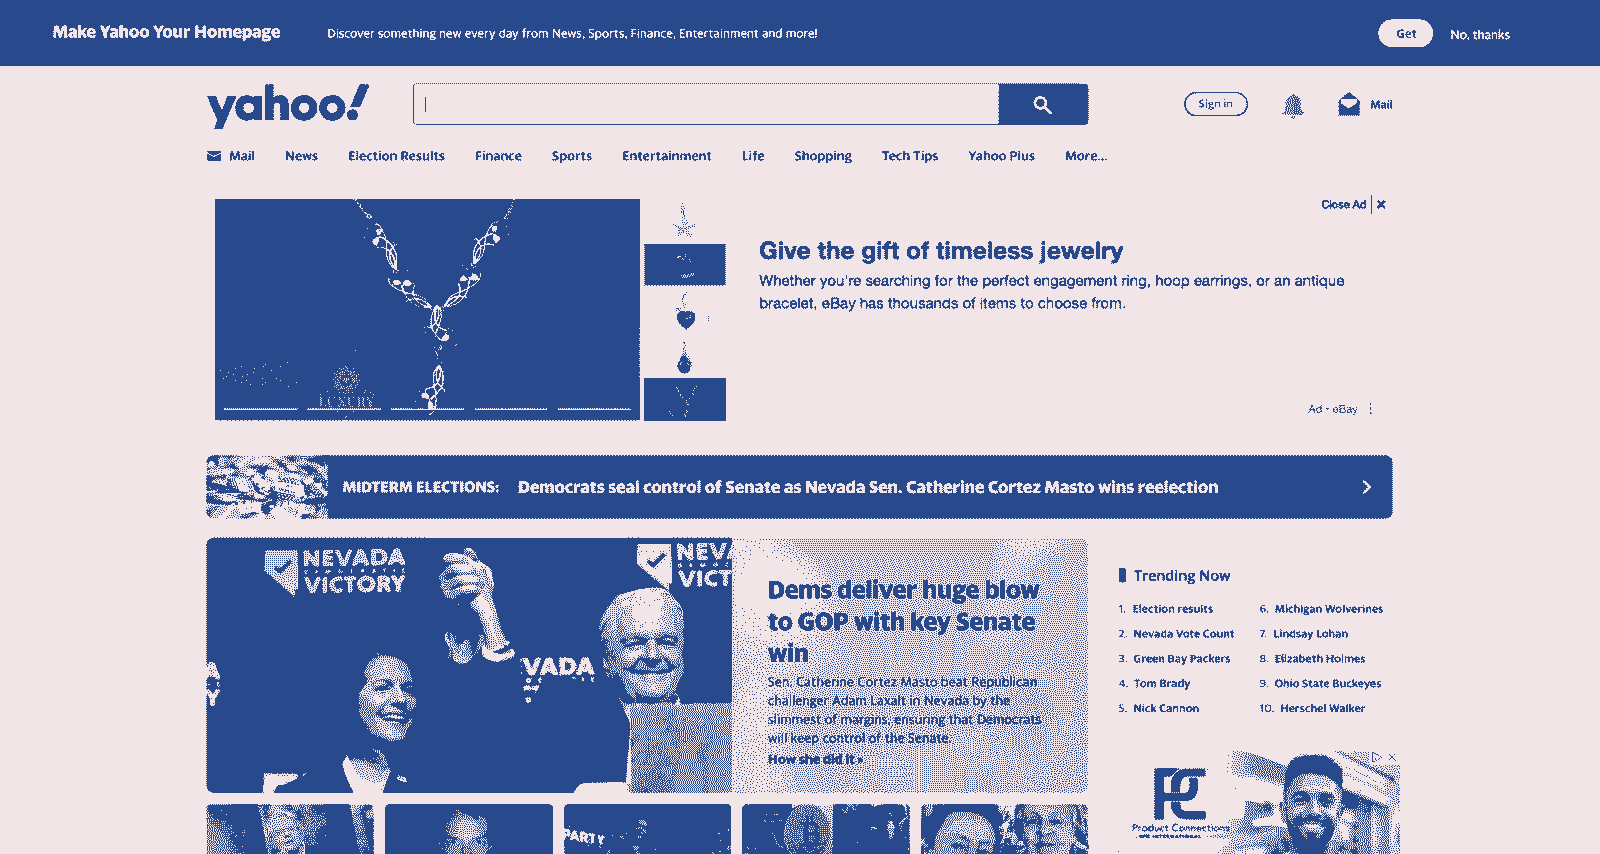 Make Yahoo Your Homepage
Discover something new every day from News, Sports, Finance, Entertainment and more!
Get
No, thanks
yahoo!
Sign in
Mail
Mail
News
Election Results
Finance
Sports
Entertainment
Life
Shopping
Tech Tips
Yahoo Plus
More...
Close Ad
LUXURY
Give the gift of timeless jewelry
Whether you're searching for the perfect engagement ring, hoop earrings, or an antique
bracelet, eBay has thousands of items to choose from.
Ad • eBay
MIDTERM ELECTIONS:
Democrats seal control of Senate as Nevada Sen. Catherine Cortez Masto wins reelection
NEVADA
VICTORY
NEVA
VICT
VADA
Dems deliver huge blow
to GOP with key Senate
win
Sen. Catherine Cortez Masto beat Republican
challenger Adam Laxalt in Nevada by the
slimmest of margins, ensuring that Democrats
will keep control of the Senate.
How she did it »
Trending Now
1. Election results
2. Nevada Vote Count
3. Green Bay Packers
4. Tom Brady
5. Nick Cannon
6. Michigan Wolverines
7. Lindsay Lohan
8. Elizabeth Holmes
9. Ohio State Buckeyes
10. Herschel Walker
PARTY
PC
Product Connections